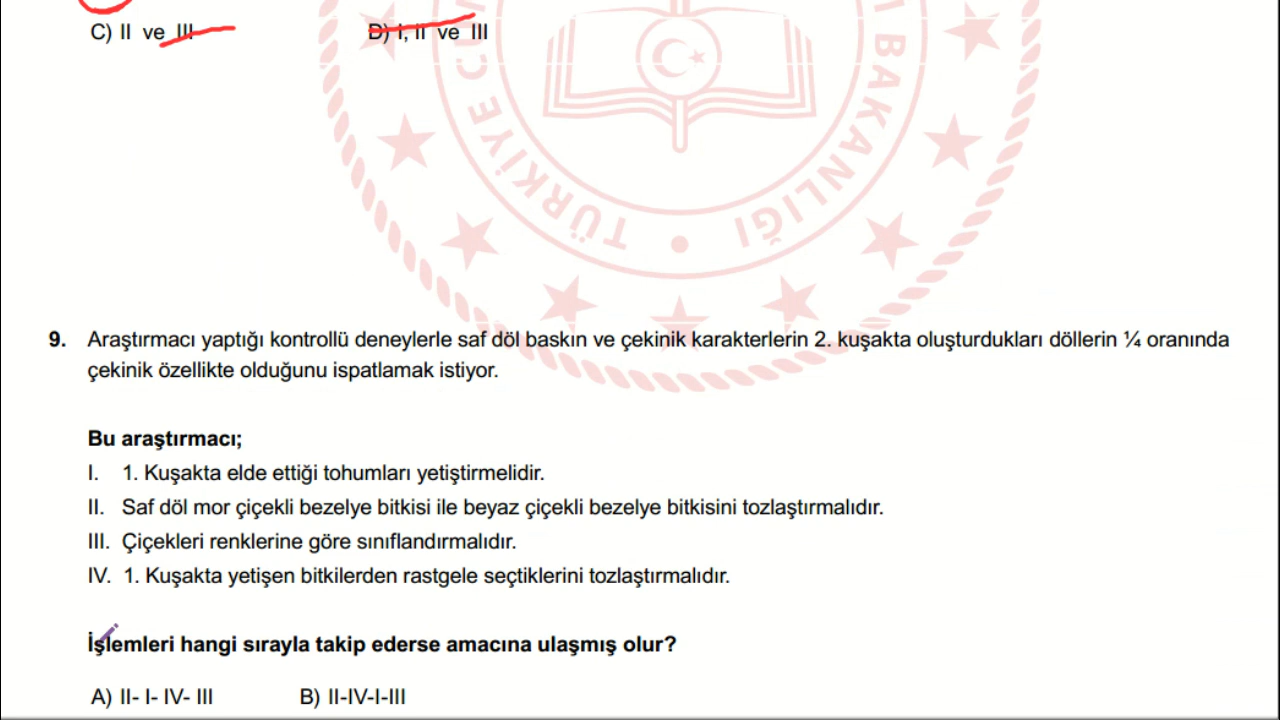 C) II ve III
D) I, II ve III
TÜRKİYE CU
I BAKANLIĞI
9. Araştırmacı yaptığı kontrollü deneylerle saf döl baskın ve çekinik karakterlerin 2. kuşakta oluşturdukları döllerin ¼ oranında
çekinik özellikte olduğunu ispatlamak istiyor.
Bu araştırmacı;
I. 1. Kuşakta elde ettiği tohumları yetiştirmelidir.
II. Saf döl mor çiçekli bezelye bitkisi ile beyaz çiçekli bezelye bitkisini tozlaştırmalıdır.
III. Çiçekleri renklerine göre sınıflandırmalıdır.
IV. 1. Kuşakta yetişen bitkilerden rastgele seçtiklerini tozlaştırmalıdır.
İşlemleri hangi sırayla takip ederse amacına ulaşmış olur?
A) II- I- IV- III
B) II-IV-I-III